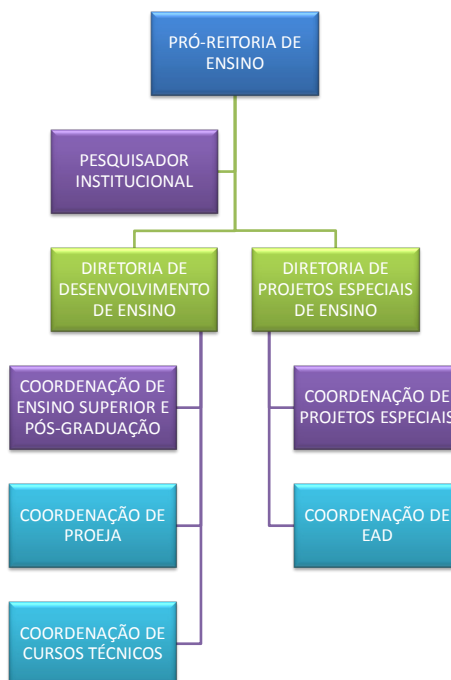 PRÓ-REITORIA DE
ENSINO
PESQUISADOR
INSTITUCIONAL
DIRETORIA DE
DESENVOLVIMENTO
DE ENSINO
DIRETORIA DE
PROJETOS ESPECIAIS
DE ENSINO
COORDENAÇÃO DE
ENSINO SUPERIOR E
PÓS-GRADUAÇÃO
COORDENAÇÃO DE
PROJETOS ESPECIAIS
COORDENAÇÃO DE
PROEJA
COORDENAÇÃO DE
EAD
COORDENAÇÃO DE
CURSOS TÉCNICOS